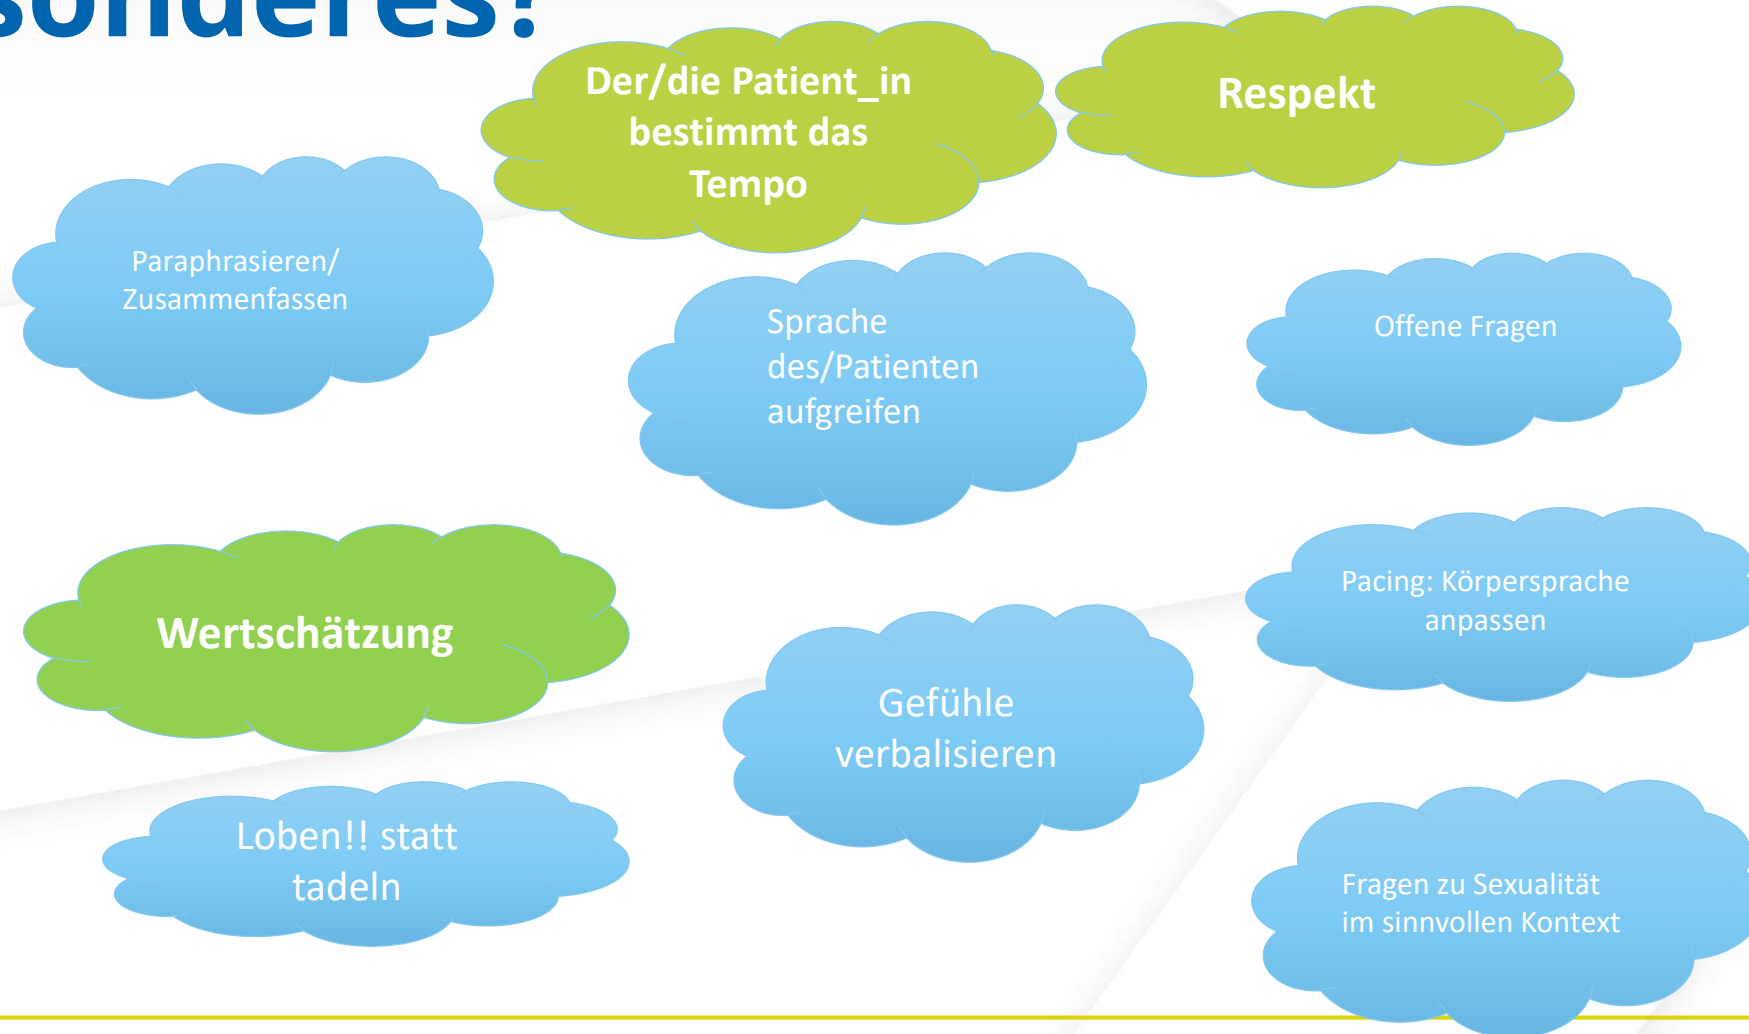 sonderes?
Der/die Patient_in
bestimmt das
Tempo
Respekt
Paraphrasieren/
Zusammenfassen
Sprache
des/Patienten
aufgreifen
Offene Fragen
Wertschätzung
Pacing: Körpersprache
anpassen
Gefühle
verbalisieren
Loben!! statt
tadeln
Fragen zu Sexualität
im sinnvollen Kontext